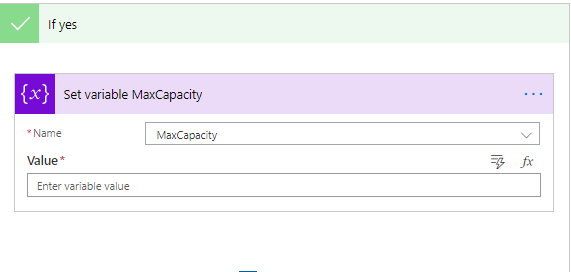 If yes
{x} Set variable MaxCapacity ...
*Name MaxCapacity
Value* fx
Enter variable value